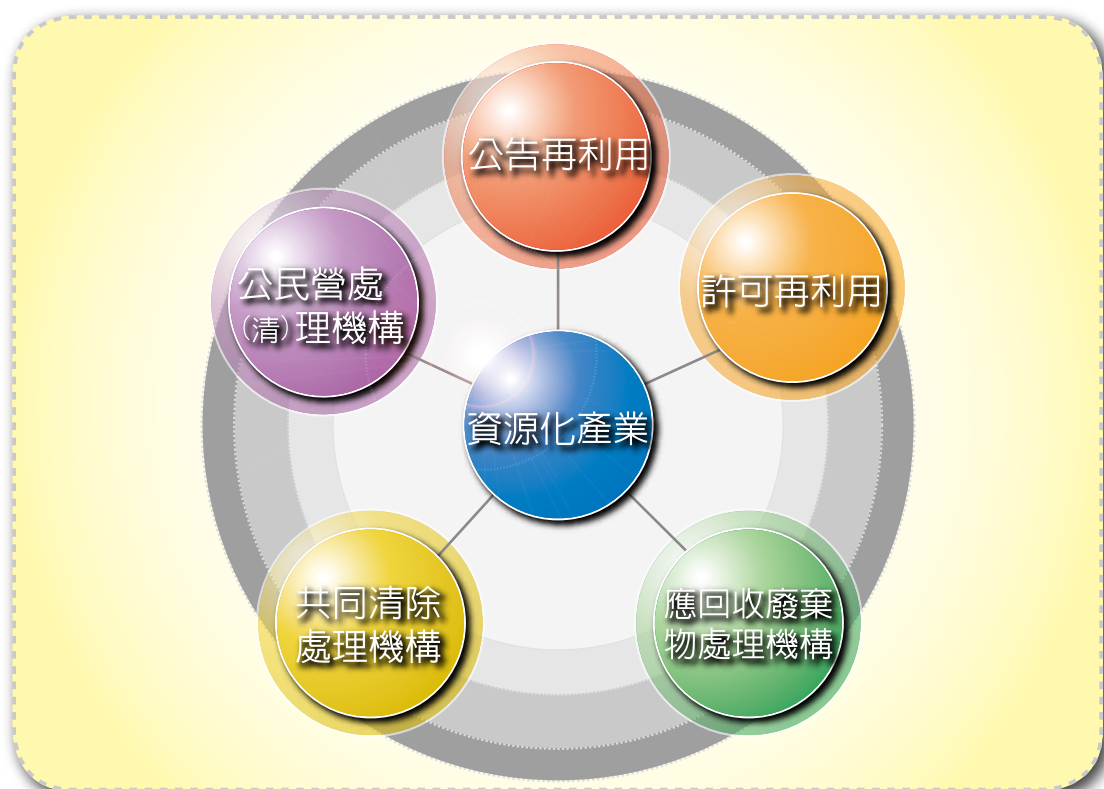 公告再利用
許可再利用
公民營處
（清）理機構
資源化產業
共同清除
處理機構
應回收廢棄
物處理機構